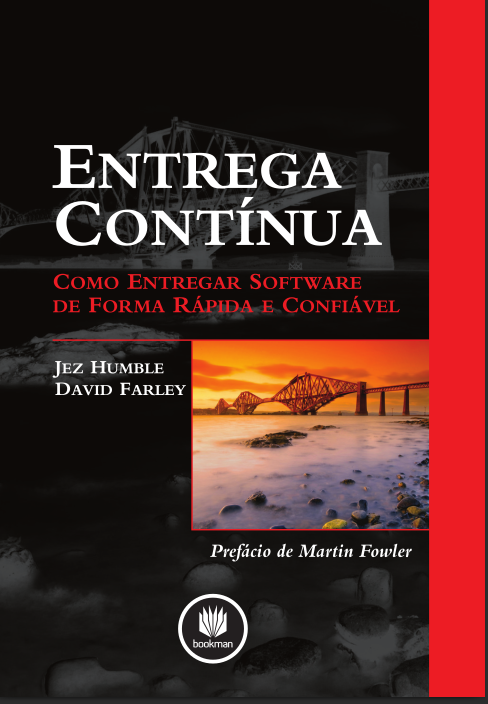 ENTREGA
CONTÍNUA
COMO ENTREGAR SOFTWARE
DE FORMA RÁPIDA E CONFIÁVEL
JEZ HUMBLE
DAVID FARLEY
Prefácio de Martin Fowler
bookman